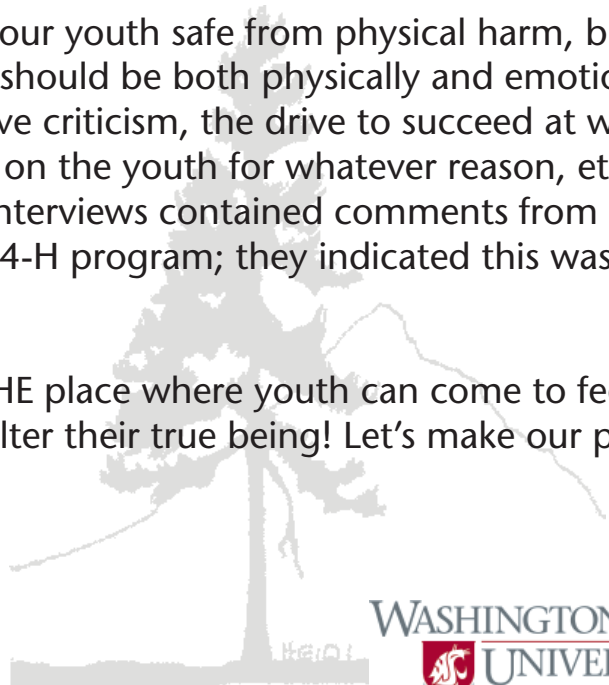 our youth safe from physical harm, b
should be both physically and emotic
ve criticism, the drive to succeed at w
on the youth for whatever reason, et
nterviews contained comments from
4-H program; they indicated this was
HE place where youth can come to fee
lter their true being! Let's make our p
WASHINGTON
UNIVER